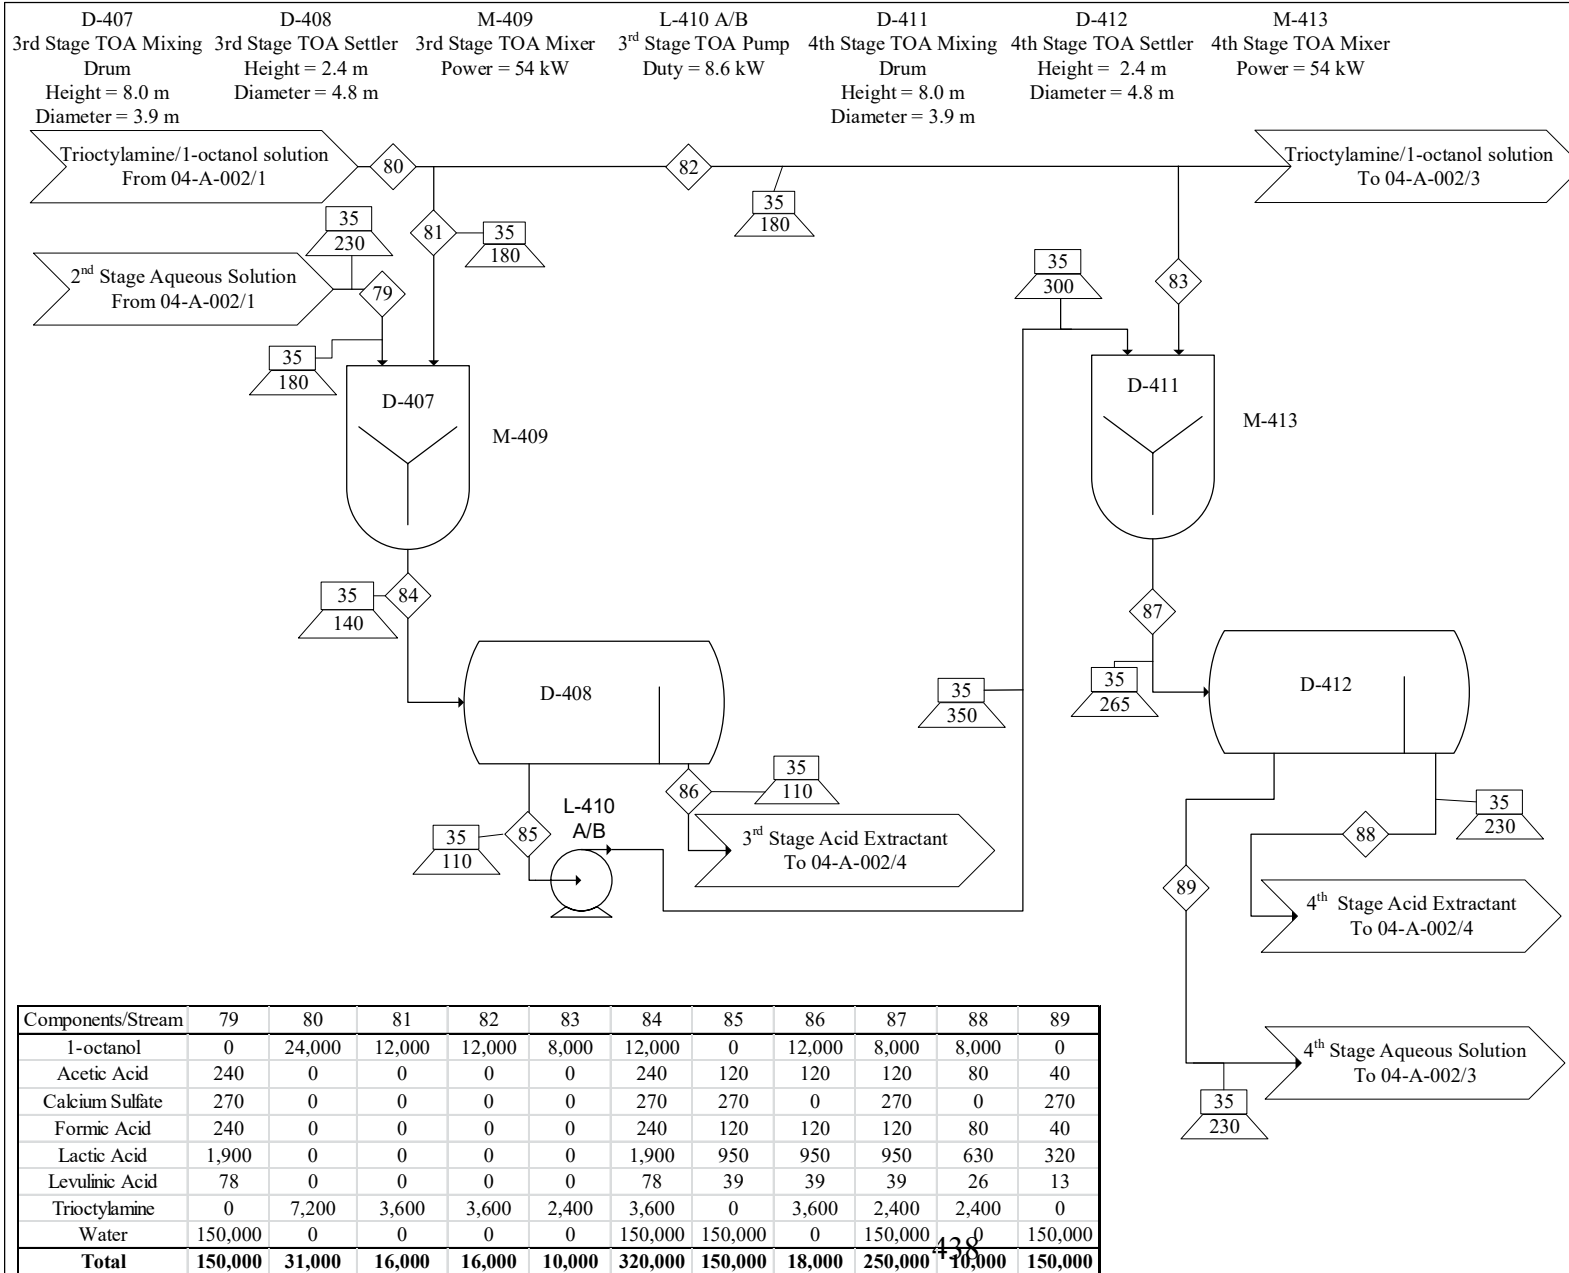 D-407
3rd Stage TOA Mixing
Drum
Height = 8.0 m
Diameter = 3.9 m
D-408
3rd Stage TOA Settler
Height = 2.4 m
Diameter = 4.8 m
M-409
3rd Stage TOA Mixer
Power = 54 kW
L-410 A/B
3rd Stage TOA Pump
Duty = 8.6 kW
D-411
4th Stage TOA Mixing
Drum
Height = 8.0 m
Diameter = 3.9 m
D-412
4th Stage TOA Settler
Height = 2.4 m
Diameter = 4.8 m
M-413
4th Stage TOA Mixer
Power = 54 kW
Trioctylamine/1-octanol solution
From 04-A-002/1
80
82
Trioctylamine/1-octanol solution
To 04-A-002/3
35
180
35
230
81
35
180
2nd Stage Aqueous Solution
From 04-A-002/1
79
35
300
83
35
180
D-407
M-409
D-411
M-413
35
140
84
87
D-408
35
350
35
265
D-412
35
110
86
L-410
A/B
35
110
85
3rd Stage Acid Extractant
To 04-A-002/4
35
230
88
89
4th Stage Acid Extractant
To 04-A-002/4
4th Stage Aqueous Solution
To 04-A-002/3
35
230
Components/Stream 79 80 81 82 83 84 85 86 87 88 89
1-octanol 0 24,000 12,000 12,000 8,000 12,000 0 12,000 8,000 8,000 0
Acetic Acid 240 0 0 0 0 240 120 120 120 80 40
Calcium Sulfate 270 0 0 0 0 270 270 0 270 0 270
Formic Acid 240 0 0 0 0 240 120 120 120 80 40
Lactic Acid 1,900 0 0 0 0 1,900 950 950 950 630 320
Levulinic Acid 78 0 0 0 0 78 39 39 39 26 13
Trioctylamine 0 7,200 3,600 3,600 2,400 3,600 0 3,600 2,400 2,400 0
Water 150,000 0 0 0 0 150,000 150,000 0 150,000 0 150,000
Total 150,000 31,000 16,000 16,000 10,000 320,000 150,000 18,000 250,000 10,000 150,000
438